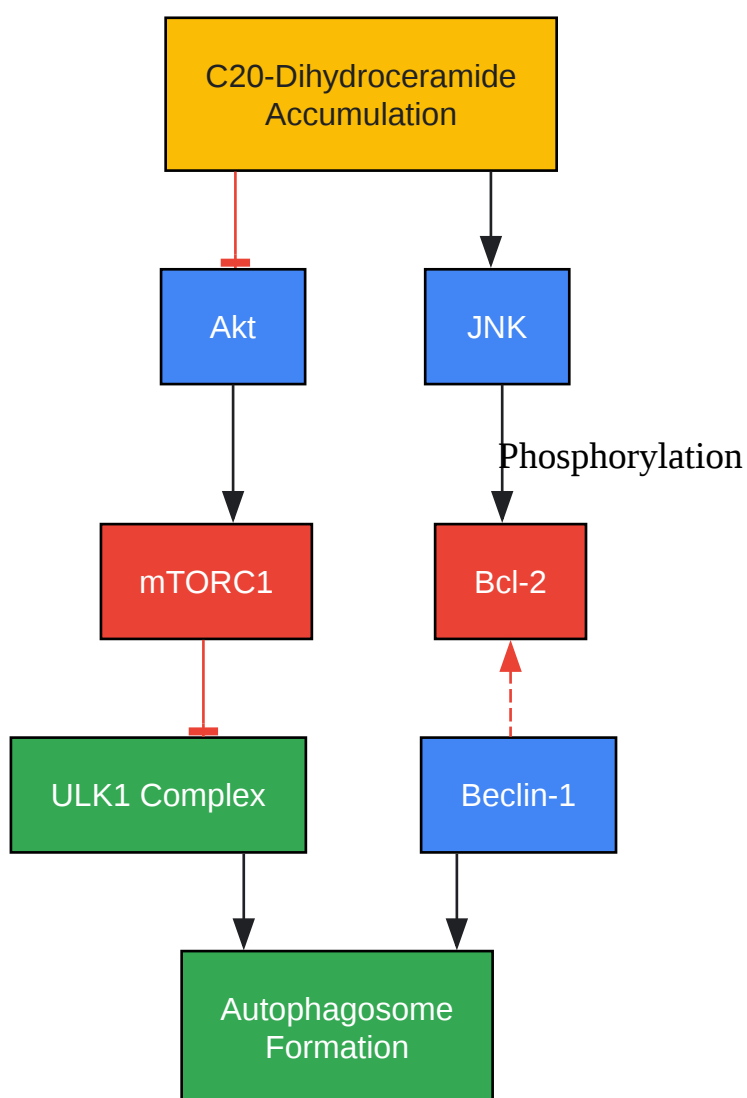 C20-Dihydroceramide
Accumulation
Akt
JNK
Phosphorylation
mTORC1
Bcl-2
ULK1 Complex
Beclin-1
Autophagosome
Formation